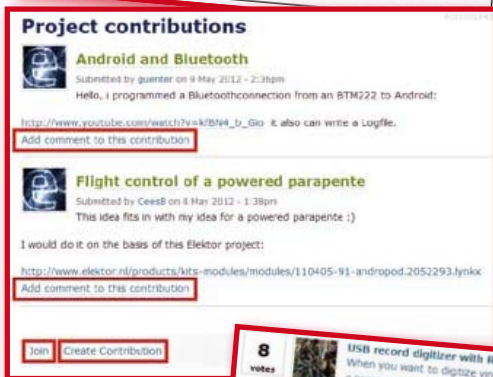 Project contributions
Android and Bluetooth
Submitted by guenter on 9 May 2012 - 2:36pm
Hello, i programmed a Bluetoothconnection from an BTM222 to Android:
http://www.youtube.com/watch?v=kfBN4_b_Gio it also can write a Logfile.
Add comment to this contribution
Flight control of a powered parapente
Submitted by CeesB on 8 May 2012 - 1:38pm
This idea fits in with my idea for a powered parapente :)
I would do it on the basis of this Elektor project:
http://www.elektor.nl/products/kits-modules/modules/110405-91-andropod.2052293.lynkx
Add comment to this contribution
Join Create Contribution
8
votes
USB record digitizer with
When you want to digitize